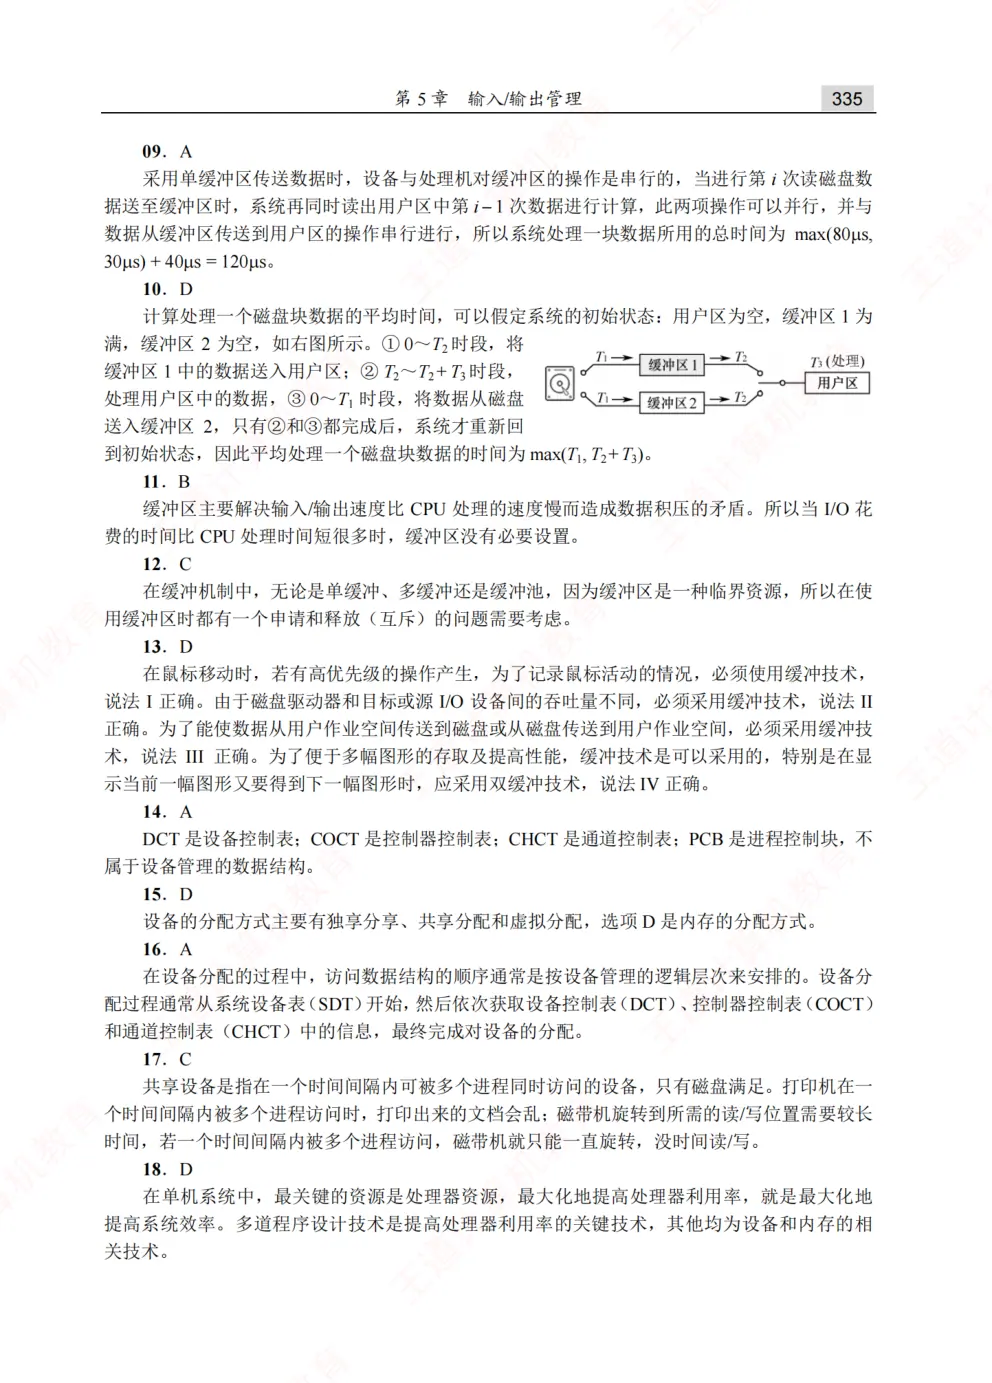 第 5 章 输入/输出管理 335
09．A
采用单缓冲区传送数据时，设备与处理机对缓冲区的操作是串行的，当进行第 i 次读磁盘数
据送至缓冲区时，系统再同时读出用户区中第 i – 1 次数据进行计算，此两项操作可以并行，并与
数据从缓冲区传送到用户区的操作串行进行，所以系统处理一块数据所用的总时间为 max(80μs,
30μs) + 40μs = 120μs。
10．D
计算处理一个磁盘块数据的平均时间，可以假定系统的初始状态：用户区为空，缓冲区 1 为
满，缓冲区 2 为空，如右图所示。① 0～T2 时段，将
缓冲区 1 中的数据送入用户区；② T2～T2 + T3 时段，
处理用户区中的数据，③ 0～T1 时段，将数据从磁盘
送入缓冲区 2，只有②和③都完成后，系统才重新回
到初始状态，因此平均处理一个磁盘块数据的时间为 max(T1, T2 + T3)。
T1 缓冲区1 T2 T3 (处理)
用户区
T1 缓冲区2 T2
11．B
缓冲区主要解决输入/输出速度比 CPU 处理的速度慢而造成数据积压的矛盾。所以当 I/O 花
费的时间比 CPU 处理时间短很多时，缓冲区没有必要设置。
12．C
在缓冲机制中，无论是单缓冲、多缓冲还是缓冲池，因为缓冲区是一种临界资源，所以在使
用缓冲区时都有一个申请和释放（互斥）的问题需要考虑。
13．D
在鼠标移动时，若有高优先级的操作产生，为了记录鼠标活动的情况，必须使用缓冲技术，
说法 I 正确。由于磁盘驱动器和目标或源 I/O 设备间的吞吐量不同，必须采用缓冲技术，说法 II
正确。为了能使数据从用户作业空间传送到磁盘或从磁盘传送到用户作业空间，必须采用缓冲技
术，说法 III 正确。为了便于多幅图形的存取及提高性能，缓冲技术是可以采用的，特别是在显
示当前一幅图形又要得到下一幅图形时，应采用双缓冲技术，说法 IV 正确。
14．A
DCT 是设备控制表；COCT 是控制器控制表；CHCT 是通道控制表；PCB 是进程控制块，不
属于设备管理的数据结构。
15．D
设备的分配方式主要有独享分享、共享分配和虚拟分配，选项 D 是内存的分配方式。
16．A
在设备分配的过程中，访问数据结构的顺序通常是按设备管理的逻辑层次来安排的。设备分
配过程通常从系统设备表（SDT）开始，然后依次获取设备控制表（DCT）、控制器控制表（COCT）
和通道控制表（CHCT）中的信息，最终完成对设备的分配。
17．C
共享设备是指在一个时间间隔内可被多个进程同时访问的设备，只有磁盘满足。打印机在一
个时间间隔内被多个进程访问时，打印出来的文档会乱；磁带机旋转到所需的读/写位置需要较长
时间，若一个时间间隔内被多个进程访问，磁带机就只能一直旋转，没时间读/写。
18．D
在单机系统中，最关键的资源是处理器资源，最大化地提高处理器利用率，就是最大化地
提高系统效率。多道程序设计技术是提高处理器利用率的关键技术，其他均为设备和内存的相
关技术。